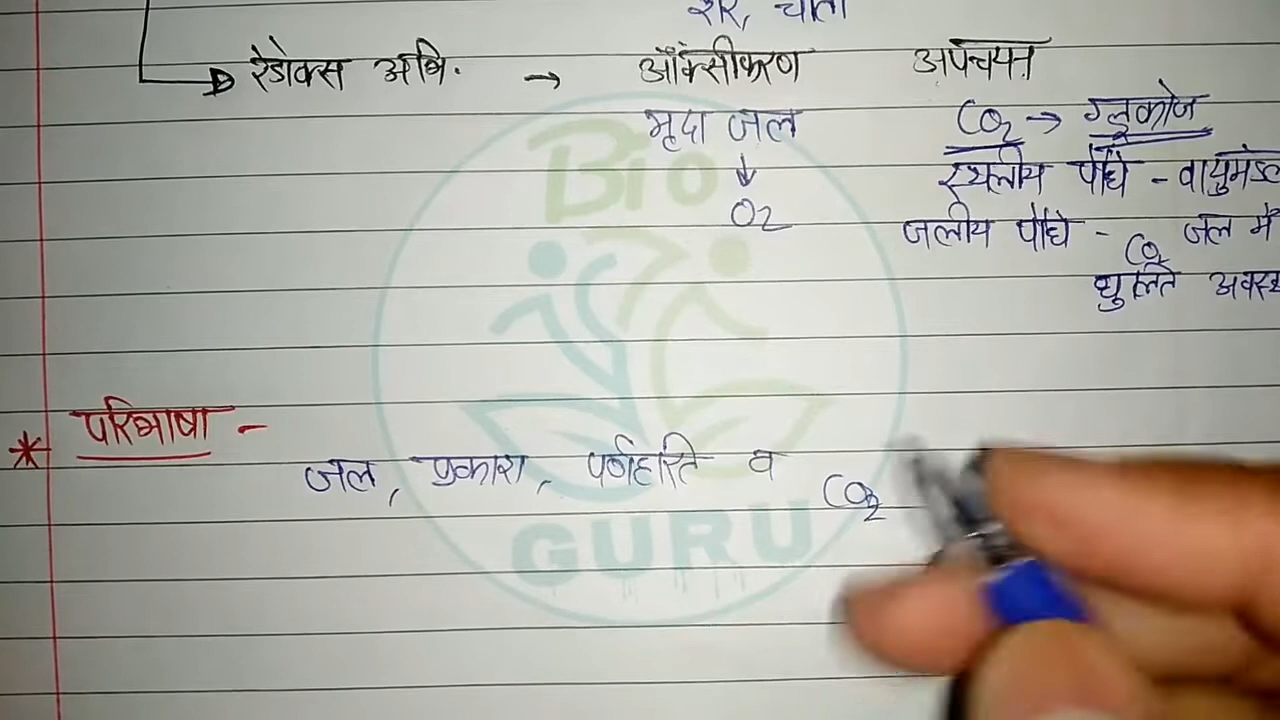 शेर, चीता
रेडोक्स अभि. → ऑक्सीकरण अपचयन
मृदा जल CO2 → ग्लूकोज
↓ स्थलीय पौधे - वायुमंडल
O2 जलीय पौधे - CO2 जल में
घुलित अवस्था
* परिभाषा -
जल, प्रकाश, पर्णहरित व CO2
Bio
GURU